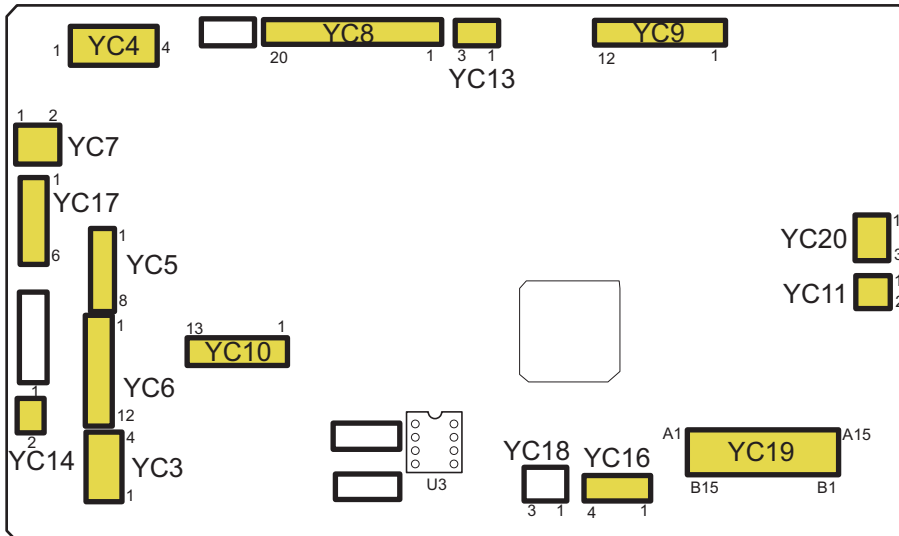 1 YC4 4
YC8
20 1
3 1
YC13
YC9
12 1
1 2
YC7
1
YC17
6
1
YC5
8
YC20
1
3
YC11
1
2
13 1
YC10
1
YC6
12
1
2
YC14
4
YC3
1
U3
YC18
3 1
YC16
4 1
A1 YC19 A15
B15 B1